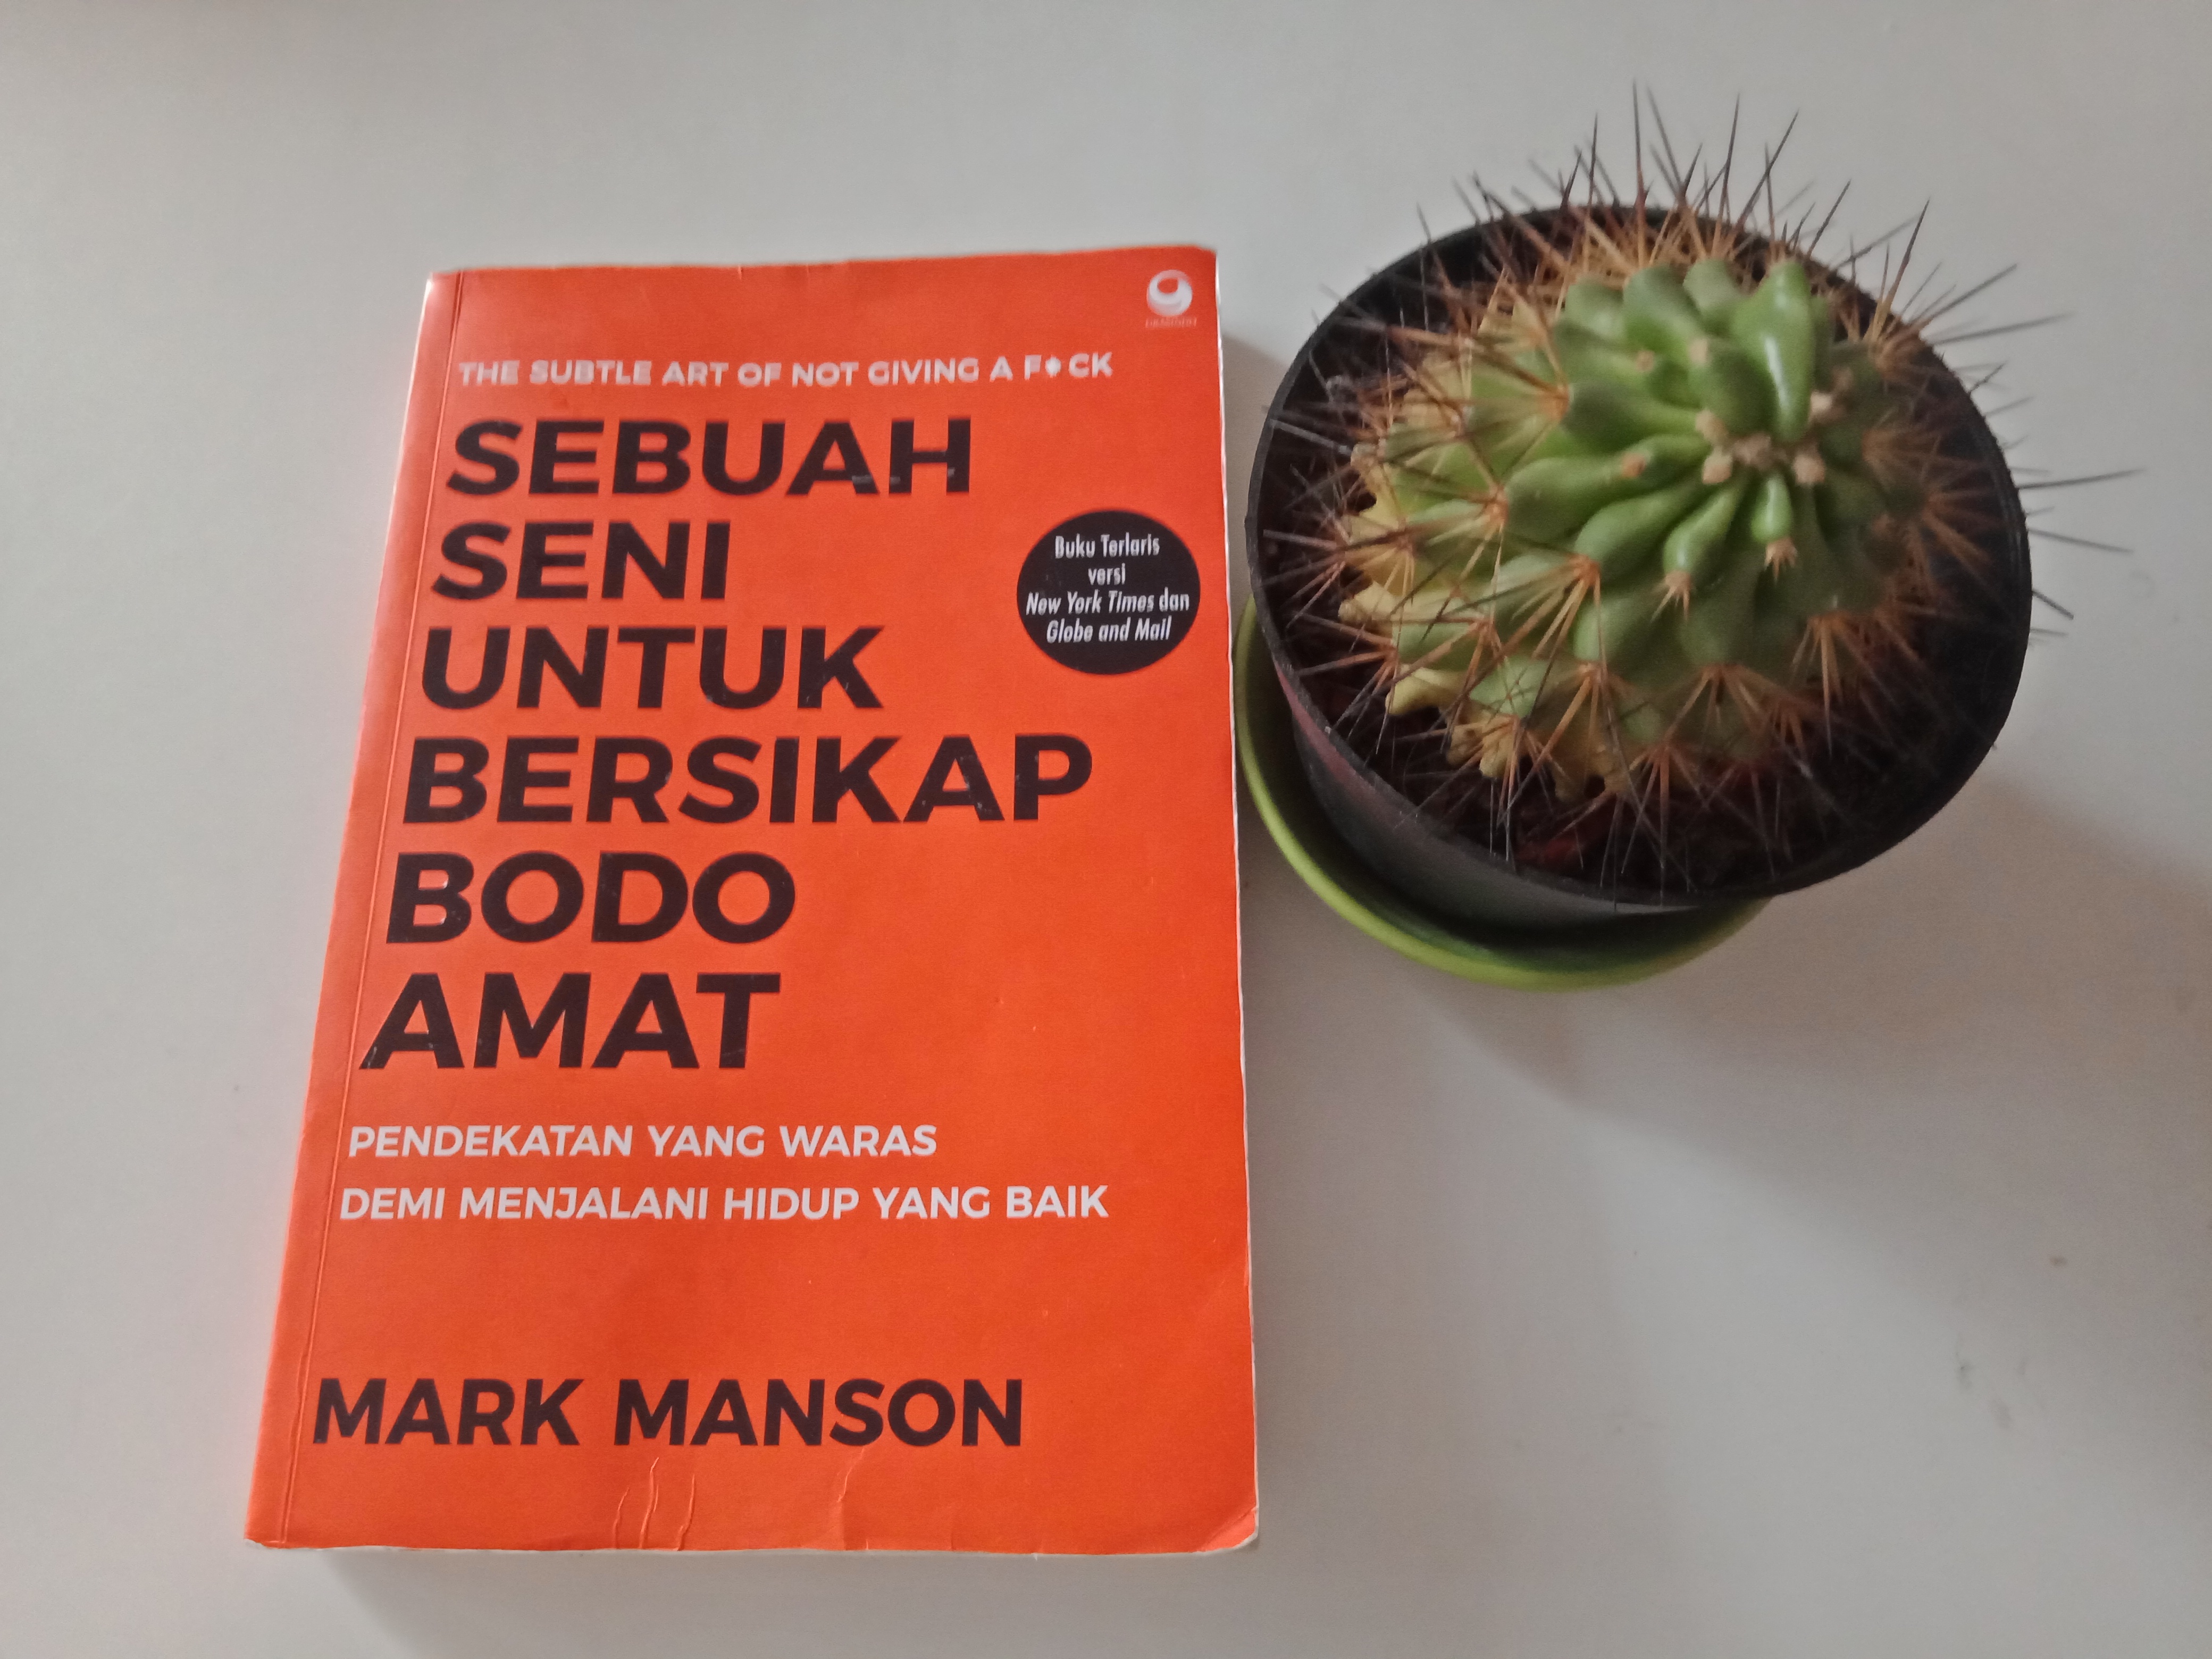 THE SUBTLE ART OF NOT GIVING A F*CK
SEBUAH
SENI
UNTUK
BERSIKAP
BODO
AMAT
Buku Terlaris
versi
New York Times dan
Globe and Mail
PENDEKATAN YANG WARAS
DEMI MENJALANI HIDUP YANG BAIK
MARK MANSON